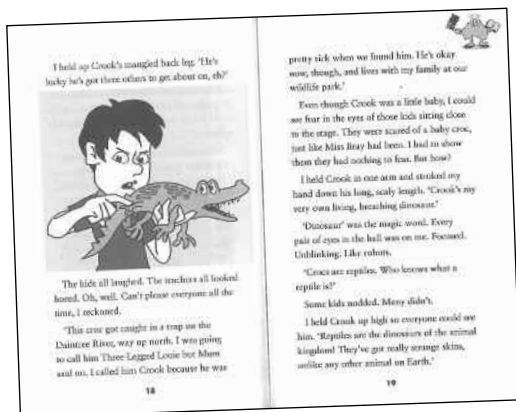 I held up Crook's mangled back leg. 'He's
lucky he's got three others to get about on, eh?'
The kids all laughed. The teachers all looked
bored. Oh, well. Can't please everyone all the
time, I reckoned.
'This croc got caught in a trap on the
Daintree River, way up north. I was going
to call him Three-Legged Louie but Mum
said no. I called him Crook because he was
18
pretty sick when we found him. He's okay
now, though, and lives with my family at our
wildlife park.'
Even though Crook was a little baby, I could
see fear in the eyes of those kids sitting close
to the stage. They were scared of a baby croc,
just like Miss Bray had been. I had to show
them they had nothing to fear. But how?
I held Crook in one arm and stroked my
hand down his long, scaly length. 'Crook's my
very own living, breathing dinosaur.'
'Dinosaur' was the magic word. Every
pair of eyes in the hall was on me. Focused.
Unblinking. Like robots.
'Crocs are reptiles. Who knows what a
reptile is?'
Some kids nodded. Many didn't.
I held Crook up high so everyone could see
him. 'Reptiles are the dinosaurs of the animal
kingdom! They've got really strange skins,
unlike any other animal on Earth.'
19